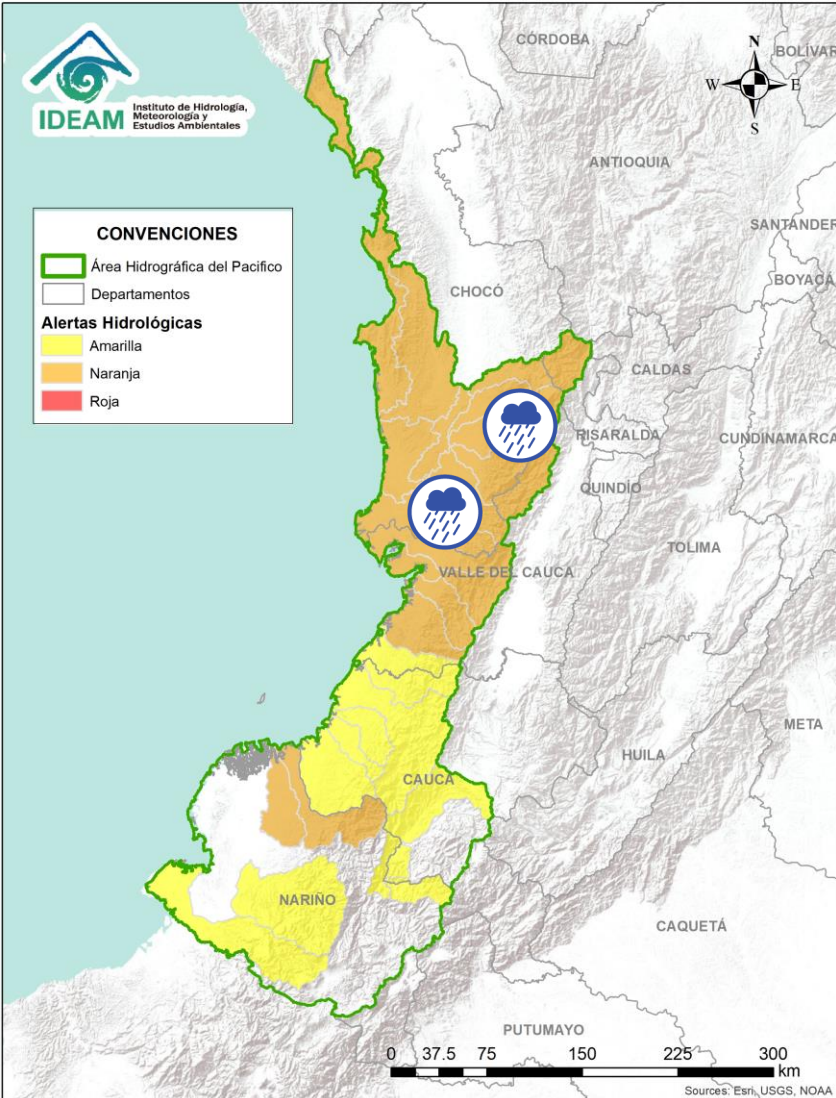 IDEAM
Instituto de Hidrología,
Meteorología y
Estudios Ambientales
CONVENCIONES
Área Hidrográfica del Pacifico
Departamentos
Alertas Hidrológicas
Amarilla
Naranja
Roja
N
W
E
S
CÓRDOBA
BOLÍVAR
ANTIOQUIA
SANTANDER
BOYACÁ
CHOCÓ
CALDAS
RISARALDA
CUNDINAMARCA
QUINDÍO
TOLIMA
VALLE DEL CAUCA
META
HUILA
CAUCA
NARIÑO
CAQUETÁ
PUTUMAYO
0 37.5 75 150 225 300
km
Sources: Esri, USGS, NOAA